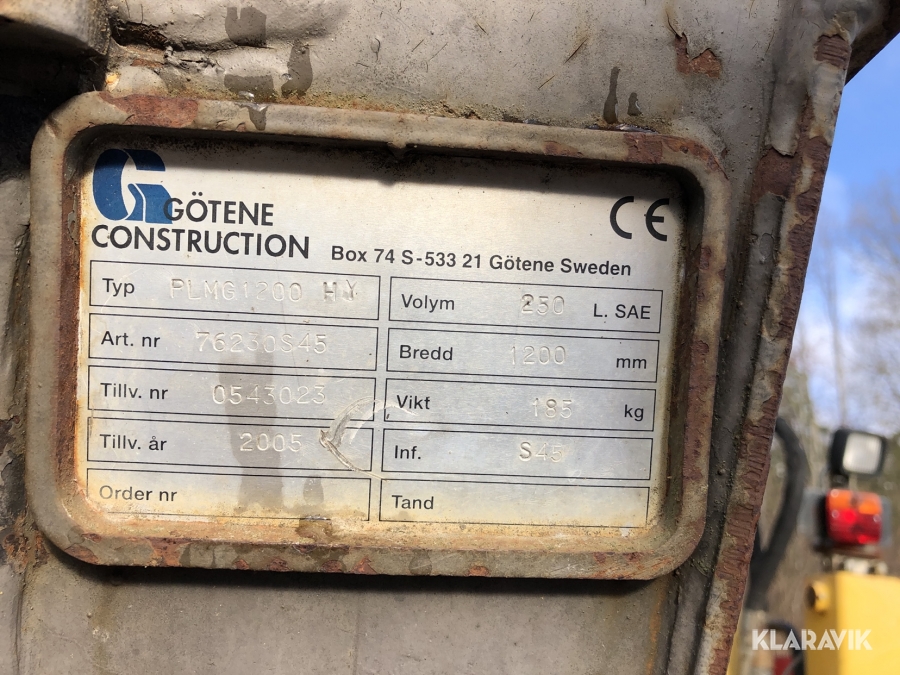 GÖTENE
CONSTRUCTION Box 74 S-533 21 Götene Sweden CE
Typ PLMG1200 HY Volym 250 L. SAE
Art. nr 76230S45 Bredd 1200 mm
Tillv. nr 0543023 Vikt 185 kg
Tillv. år 2005 Inf. S45
Order nr Tand
KLARAVIK